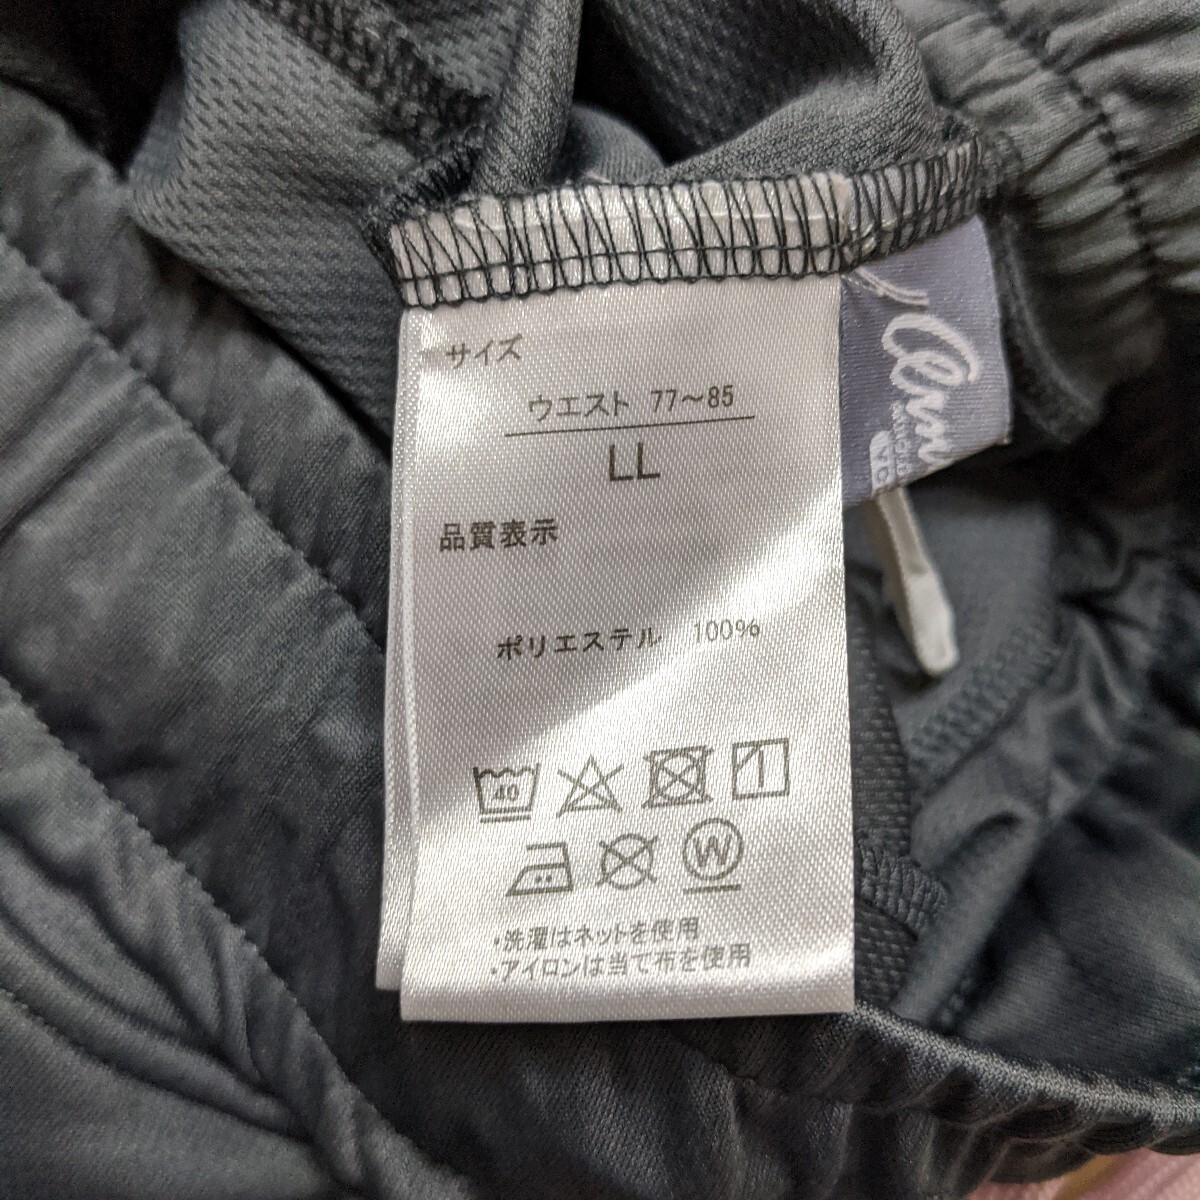 サイズ
ウエスト 77～85
LL
品質表示
ポリエステル 100%
40
W
・洗濯はネットを使用
・アイロンは当て布を使用